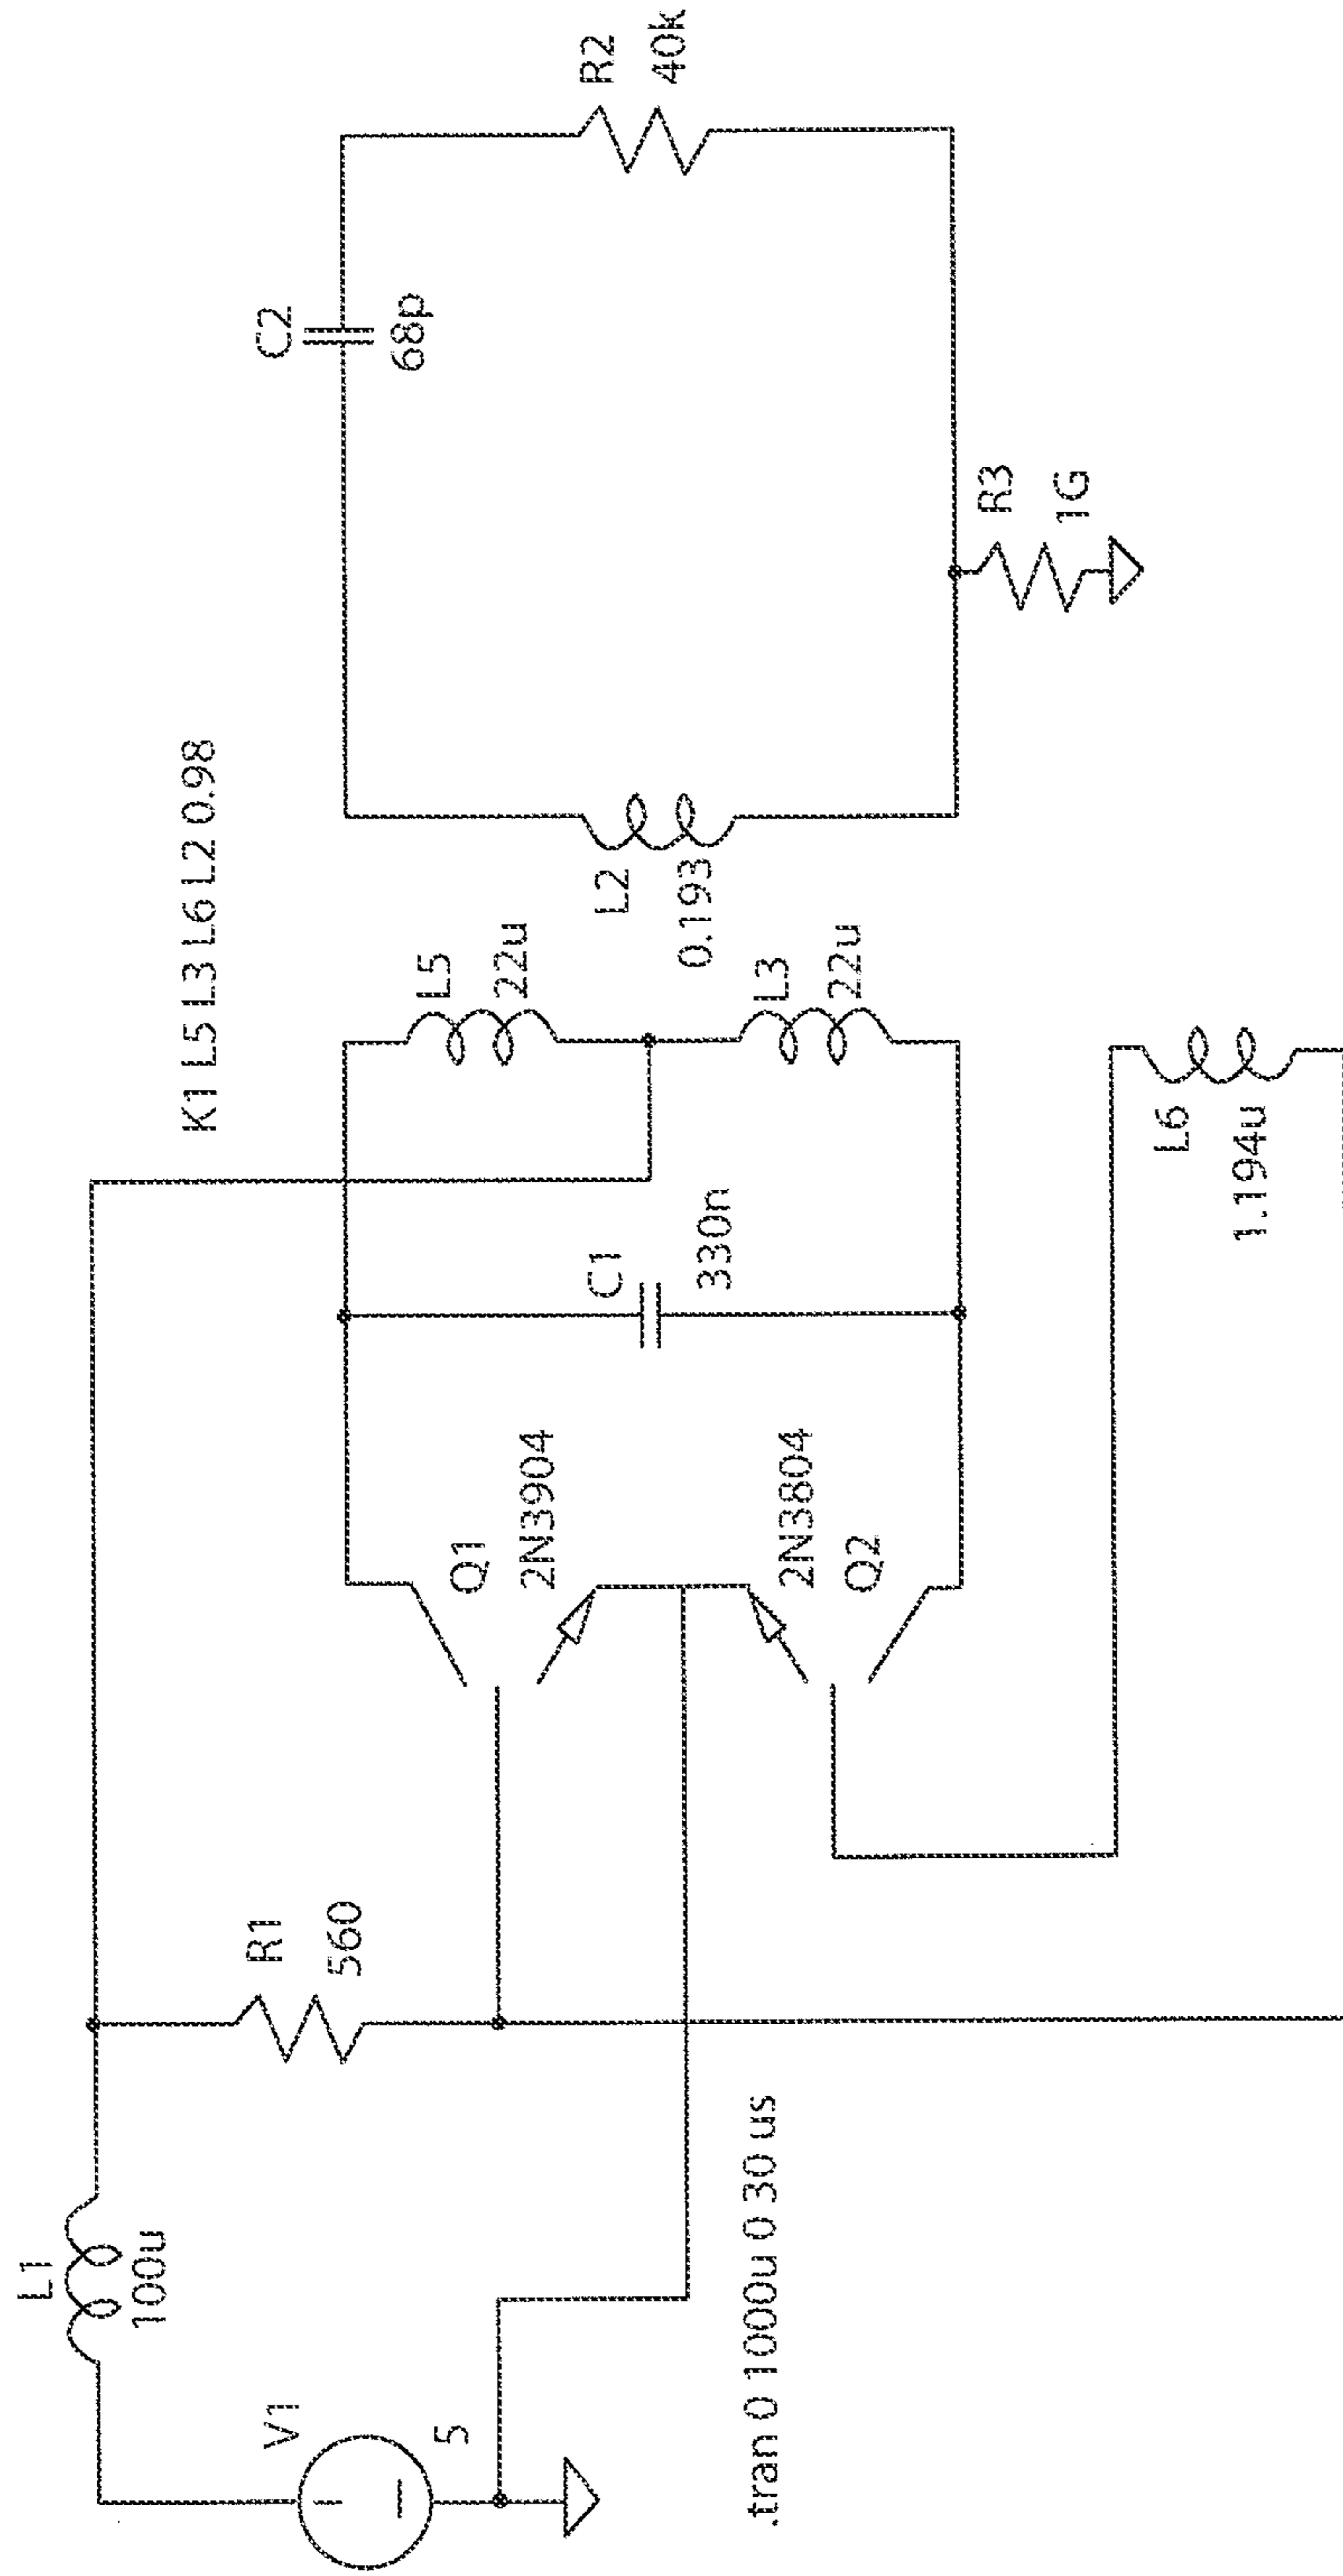 L1
100u
V1
5
R1
560
K1 L5 L3 L6 L2 0.98
C2
68p
R2
40k
Q1
2N3904
2N3804
Q2
C1
330n
L5
22u
L3
22u
L2
0.193
R3
1G
L6
1.194u
.tran 0 1000u 0 30 us